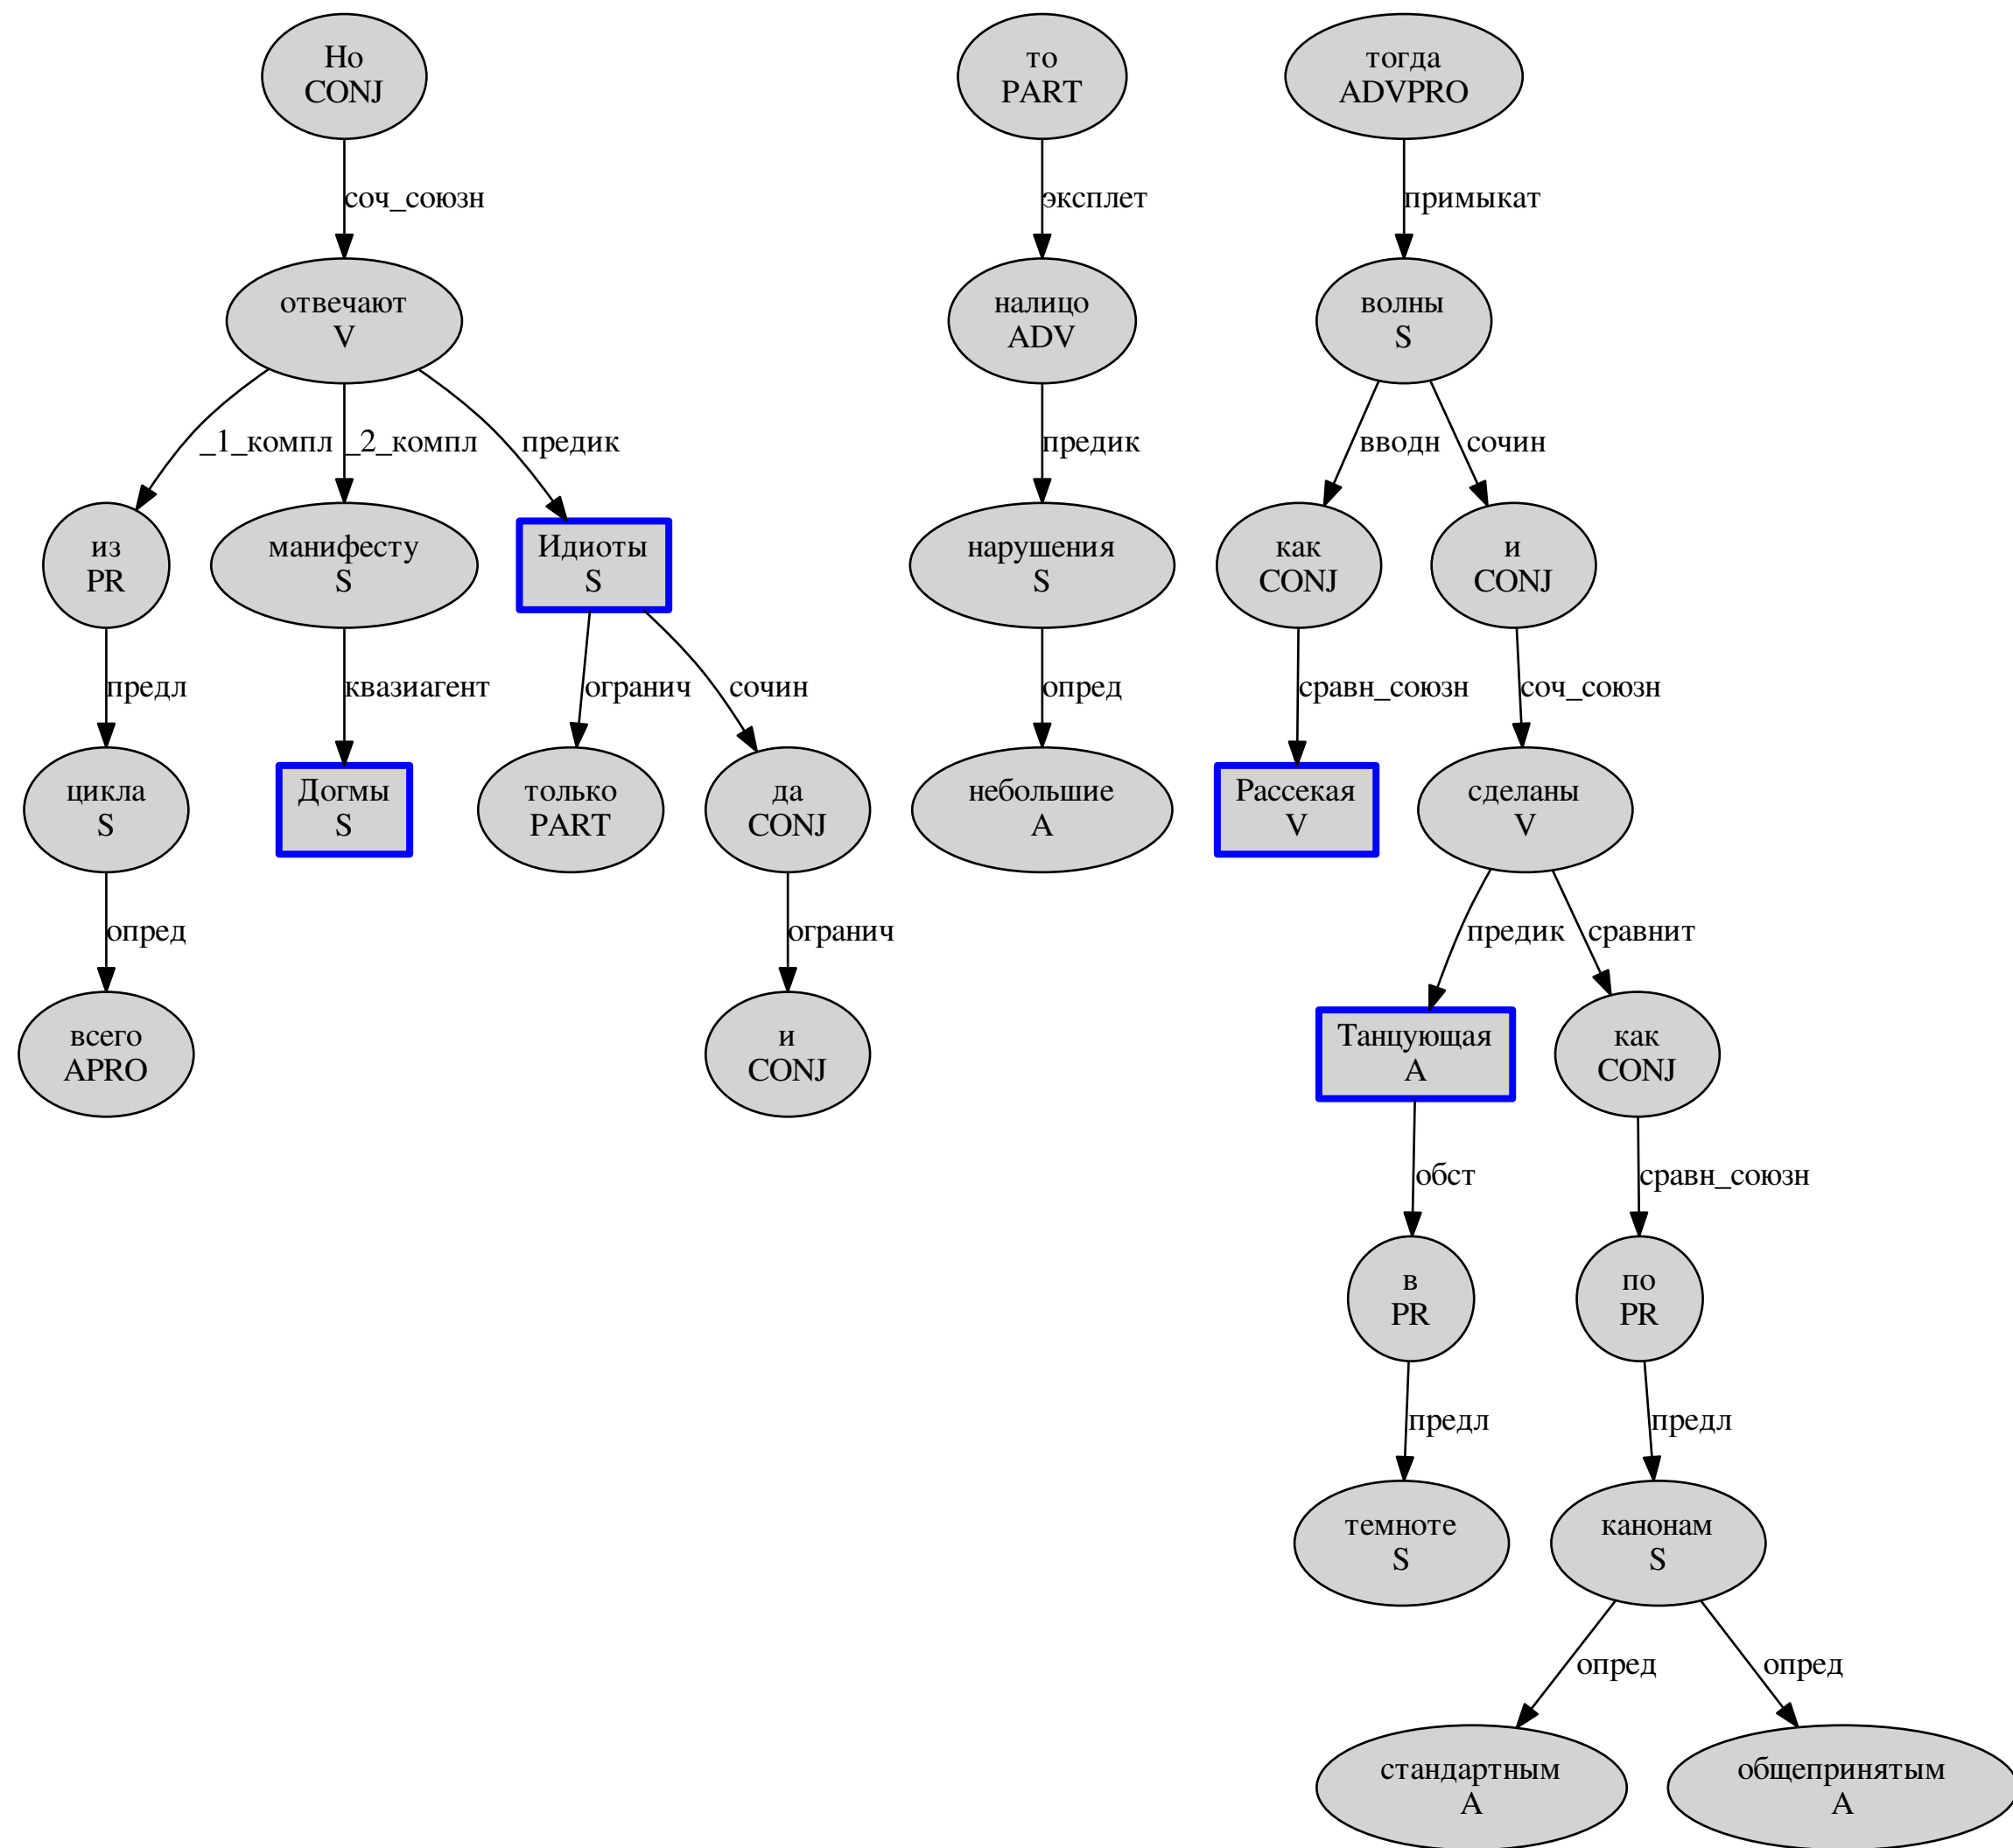 Но
CONJ
то
PART
тогда
ADVPRO
соч_союзн
эксплет
примыкат
отвечают
V
налицо
ADV
волны
S
_1_компл
_2_компл
предик
предик
вводн
сочин
из
PR
манифесту
S
Идиоты
S
нарушения
S
как
CONJ
и
CONJ
предл
квазиагент
огранич
сочин
опред
сравн_союзн
соч_союзн
цикла
S
Догмы
S
только
PART
да
CONJ
небольшие
A
Рассекая
V
сделаны
V
опред
огранич
предик
сравнит
всего
APRO
и
CONJ
Танцующая
A
как
CONJ
обст
сравн_союзн
в
PR
по
PR
предл
предл
темноте
S
канонам
S
опред
опред
стандартным
A
общепринятым
A